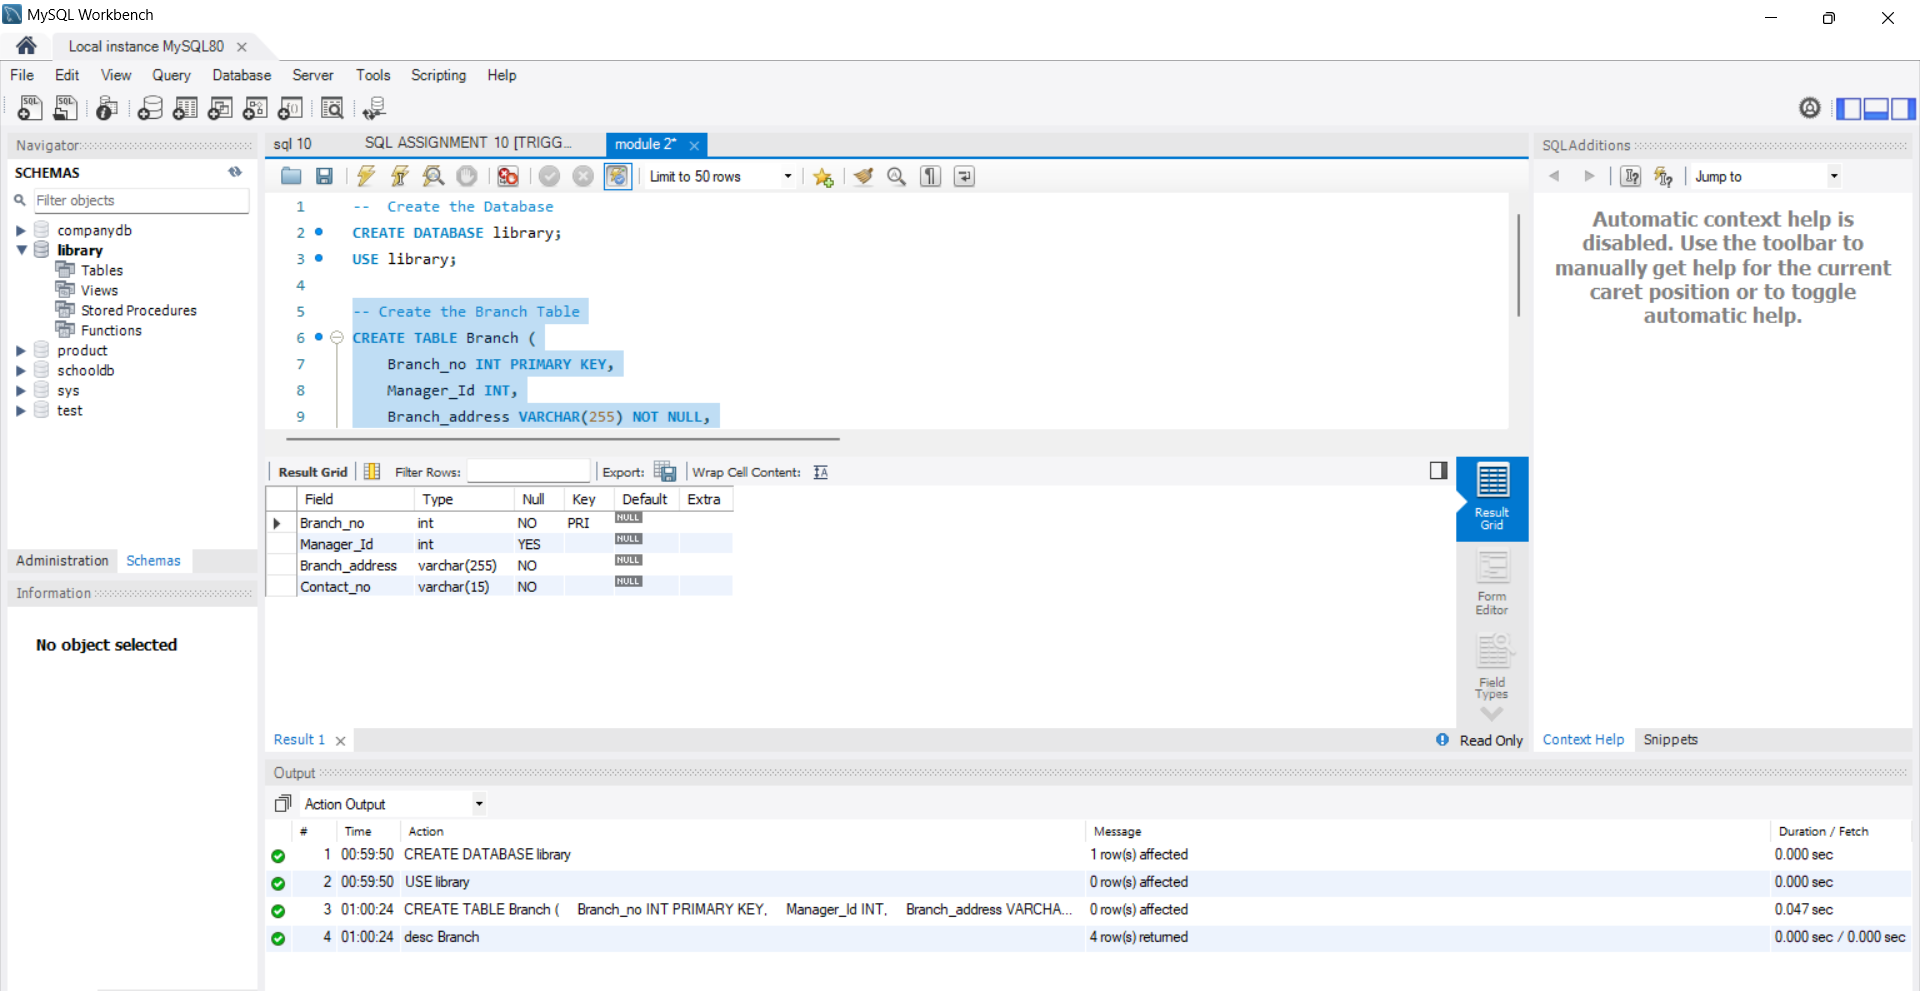 MySQL Workbench
Local instance MySQL80
File Edit View Query Database Server Tools Scripting Help
Navigator
SCHEMAS
Filter objects
companydb
library
Tables
Views
Stored Procedures
Functions
product
schooldb
sys
test
Administration Schemas
Information
No object selected
sql 10 SQL ASSIGNMENT 10 [TRIGG... module 2*
Limit to 50 rows
1 -- Create the Database
2 CREATE DATABASE library;
3 USE library;
4
5 -- Create the Branch Table
6 CREATE TABLE Branch (
7 Branch_no INT PRIMARY KEY,
8 Manager_Id INT,
9 Branch_address VARCHAR(255) NOT NULL,
Result Grid Filter Rows: Export: Wrap Cell Content:
Field Type Null Key Default Extra
Branch_no int NO PRI NULL
Manager_Id int YES NULL
Branch_address varchar(255) NO NULL
Contact_no varchar(15) NO NULL
Result
Grid
Form
Editor
Field
Types
Result 1
Read Only
SQLAdditions
Jump to
Automatic context help is
disabled. Use the toolbar to
manually get help for the current
caret position or to toggle
automatic help.
Context Help Snippets
Output
Action Output
# Time Action Message Duration / Fetch
1 00:59:50 CREATE DATABASE library 1 row(s) affected 0.000 sec
2 00:59:50 USE library 0 row(s) affected 0.000 sec
3 01:00:24 CREATE TABLE Branch ( Branch_no INT PRIMARY KEY, Manager_Id INT, Branch_address VARCHA... 0 row(s) affected 0.047 sec
4 01:00:24 desc Branch 4 row(s) returned 0.000 sec / 0.000 sec